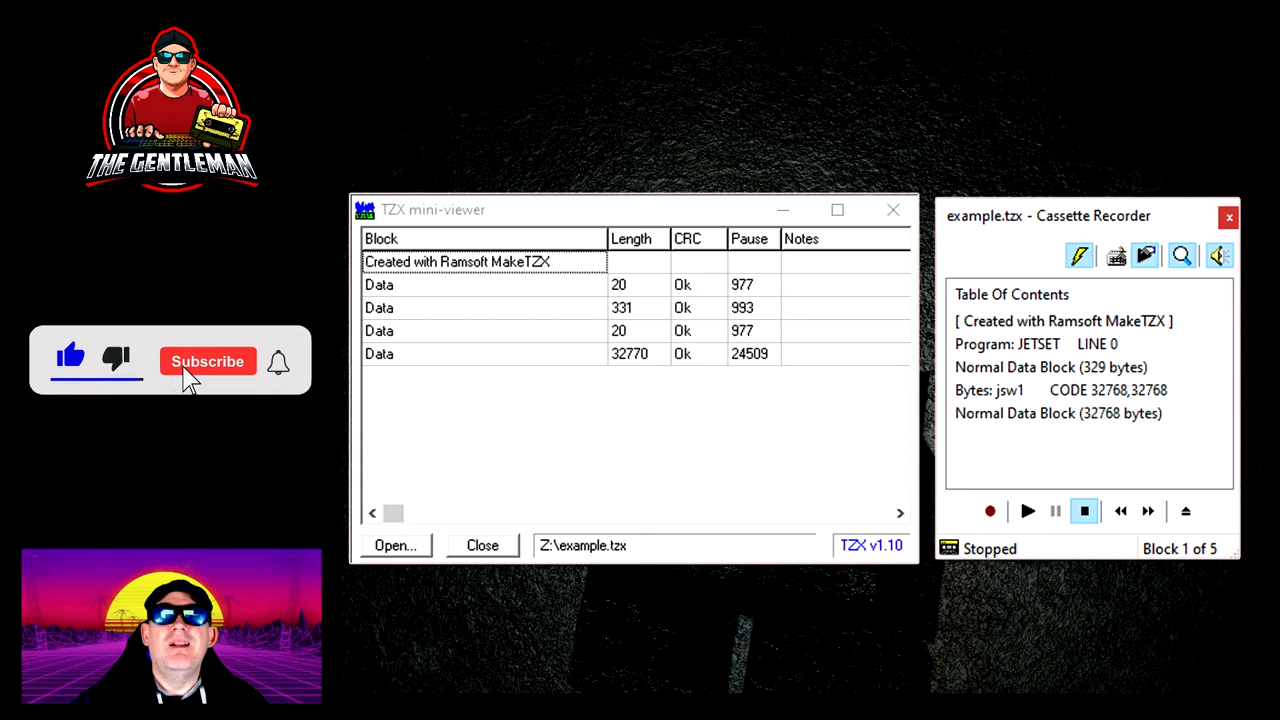 THE GENTLEMAN
Subscribe
TZX mini-viewer
Block Length CRC Pause Notes
Created with Ramsoft MakeTZX
Data 20 Ok 977
Data 331 Ok 993
Data 20 Ok 977
Data 32770 Ok 24509
Open... Close Z:\example.tzx TZX v1.10
example.tzx - Cassette Recorder
Table Of Contents
[ Created with Ramsoft MakeTZX ]
Program: JETSET LINE 0
Normal Data Block (329 bytes)
Bytes: jsw1 CODE 32768,32768
Normal Data Block (32768 bytes)
Stopped Block 1 of 5